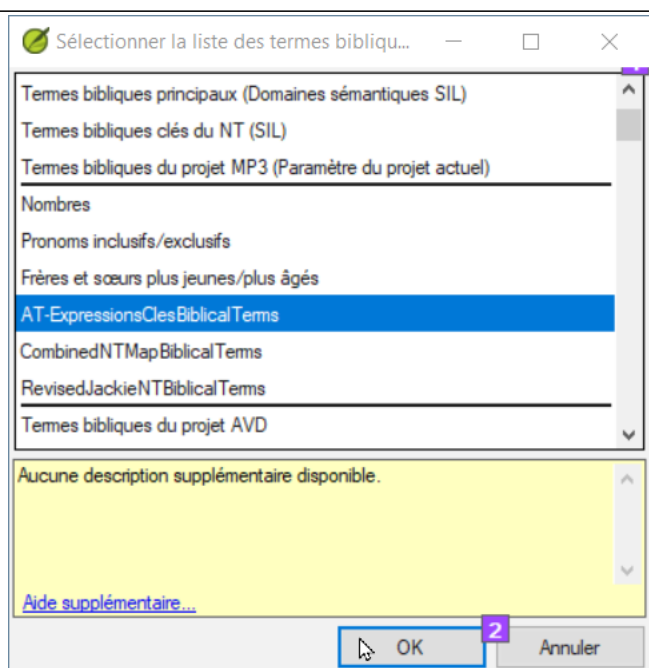 Sélectionner la liste des termes bibliqu...
Termes bibliques principaux (Domaines sémantiques SIL)
Termes bibliques clés du NT (SIL)
Termes bibliques du projet MP3 (Paramètre du projet actuel)
Nombres
Pronoms inclusifs/exclusifs
Frères et sœurs plus jeunes/plus âgés
AT-ExpressionsClesBiblicalTerms
CombinedNTMapBiblicalTerms
RevisedJackieNTBiblicalTerms
Termes bibliques du projet AVD
Aucune description supplémentaire disponible.
Aide supplémentaire...
2
OK Annuler